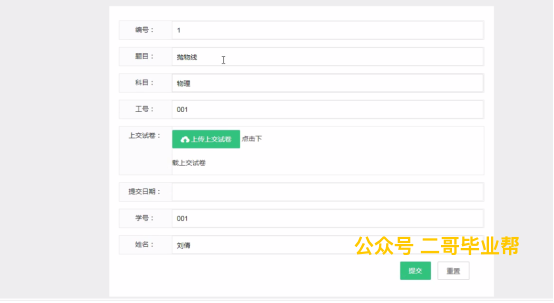 编号： 1
题目： 抛物线
科目： 物理
工号： 001
上交试卷： 上传上交试卷 点击下
载上交试卷
提交日期：
学号： 001
姓名： 刘倩
公众号 二哥毕业帮
提交 重置